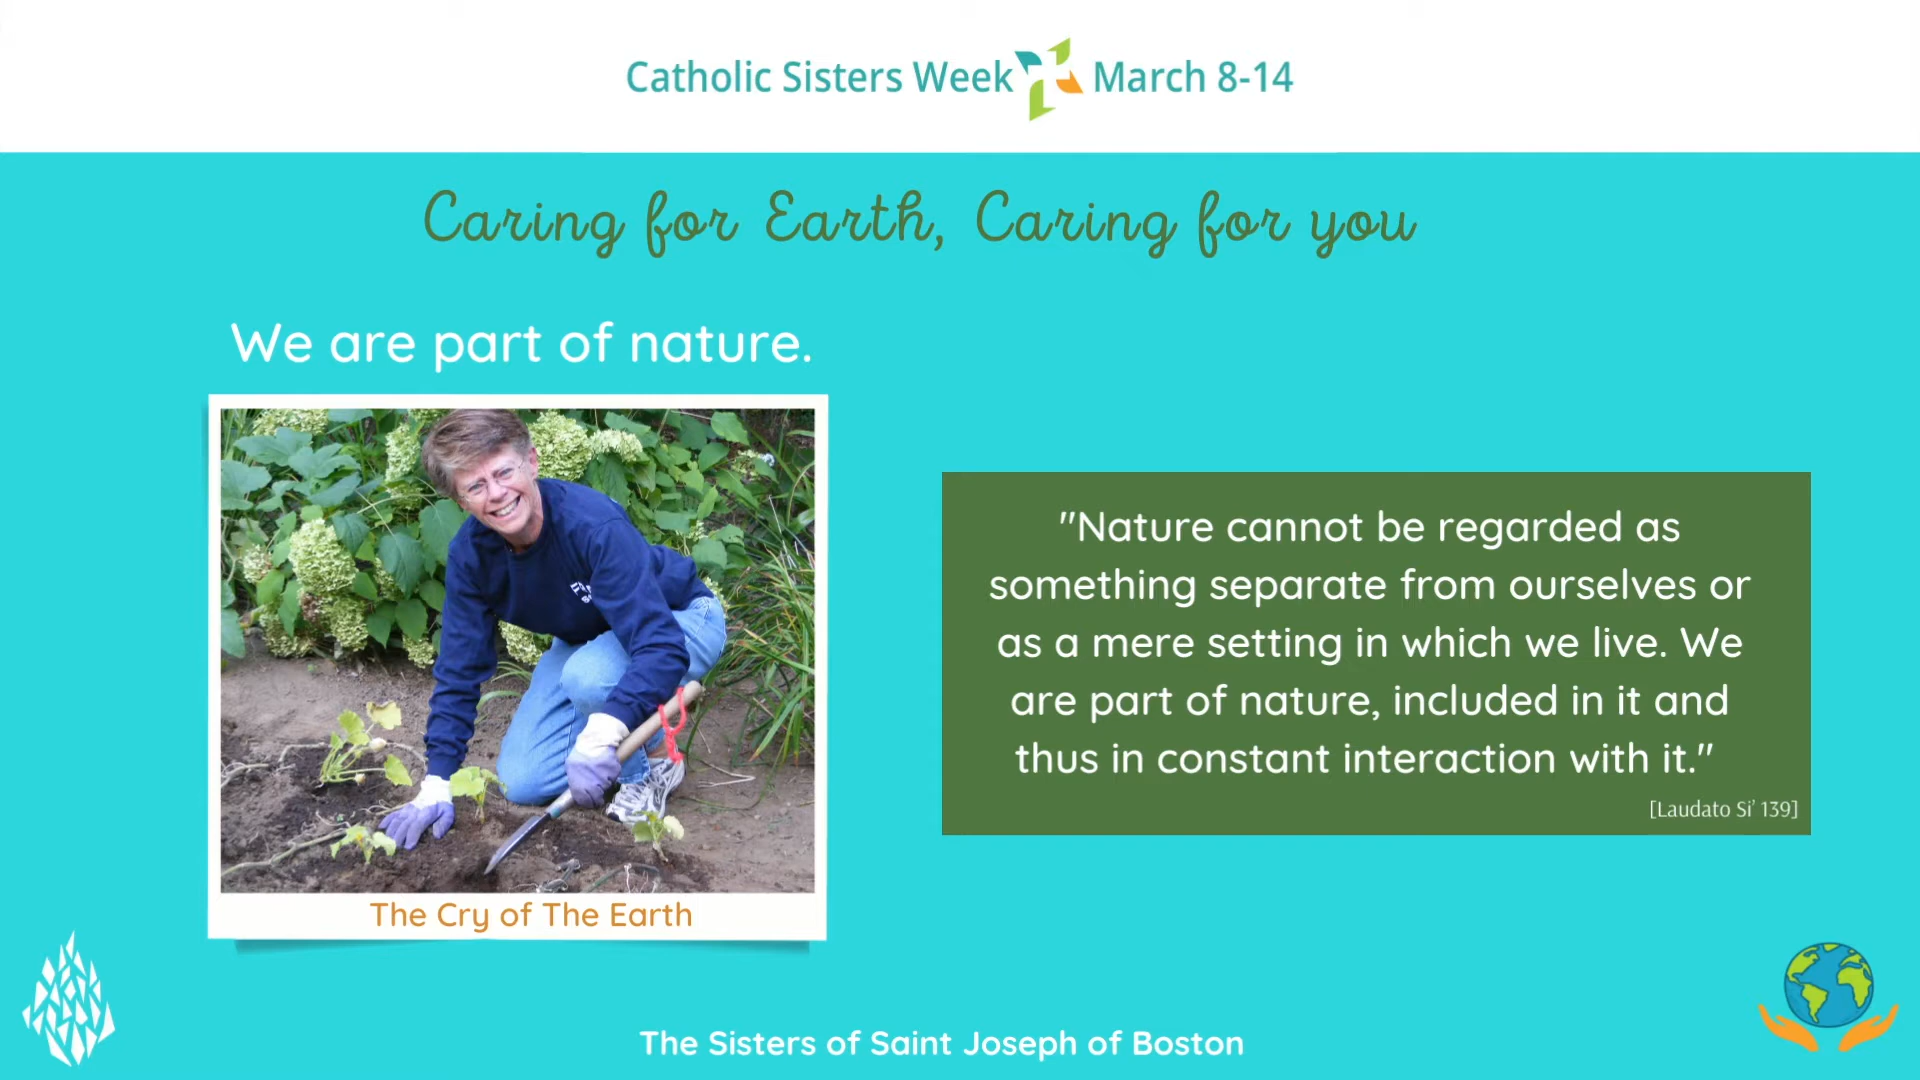 Catholic Sisters Week March 8-14
Caring for Earth, Caring for you
We are part of nature.
The Cry of The Earth
"Nature cannot be regarded as
something separate from ourselves or
as a mere setting in which we live. We
are part of nature, included in it and
thus in constant interaction with it."
[Laudato Si' 139]
The Sisters of Saint Joseph of Boston